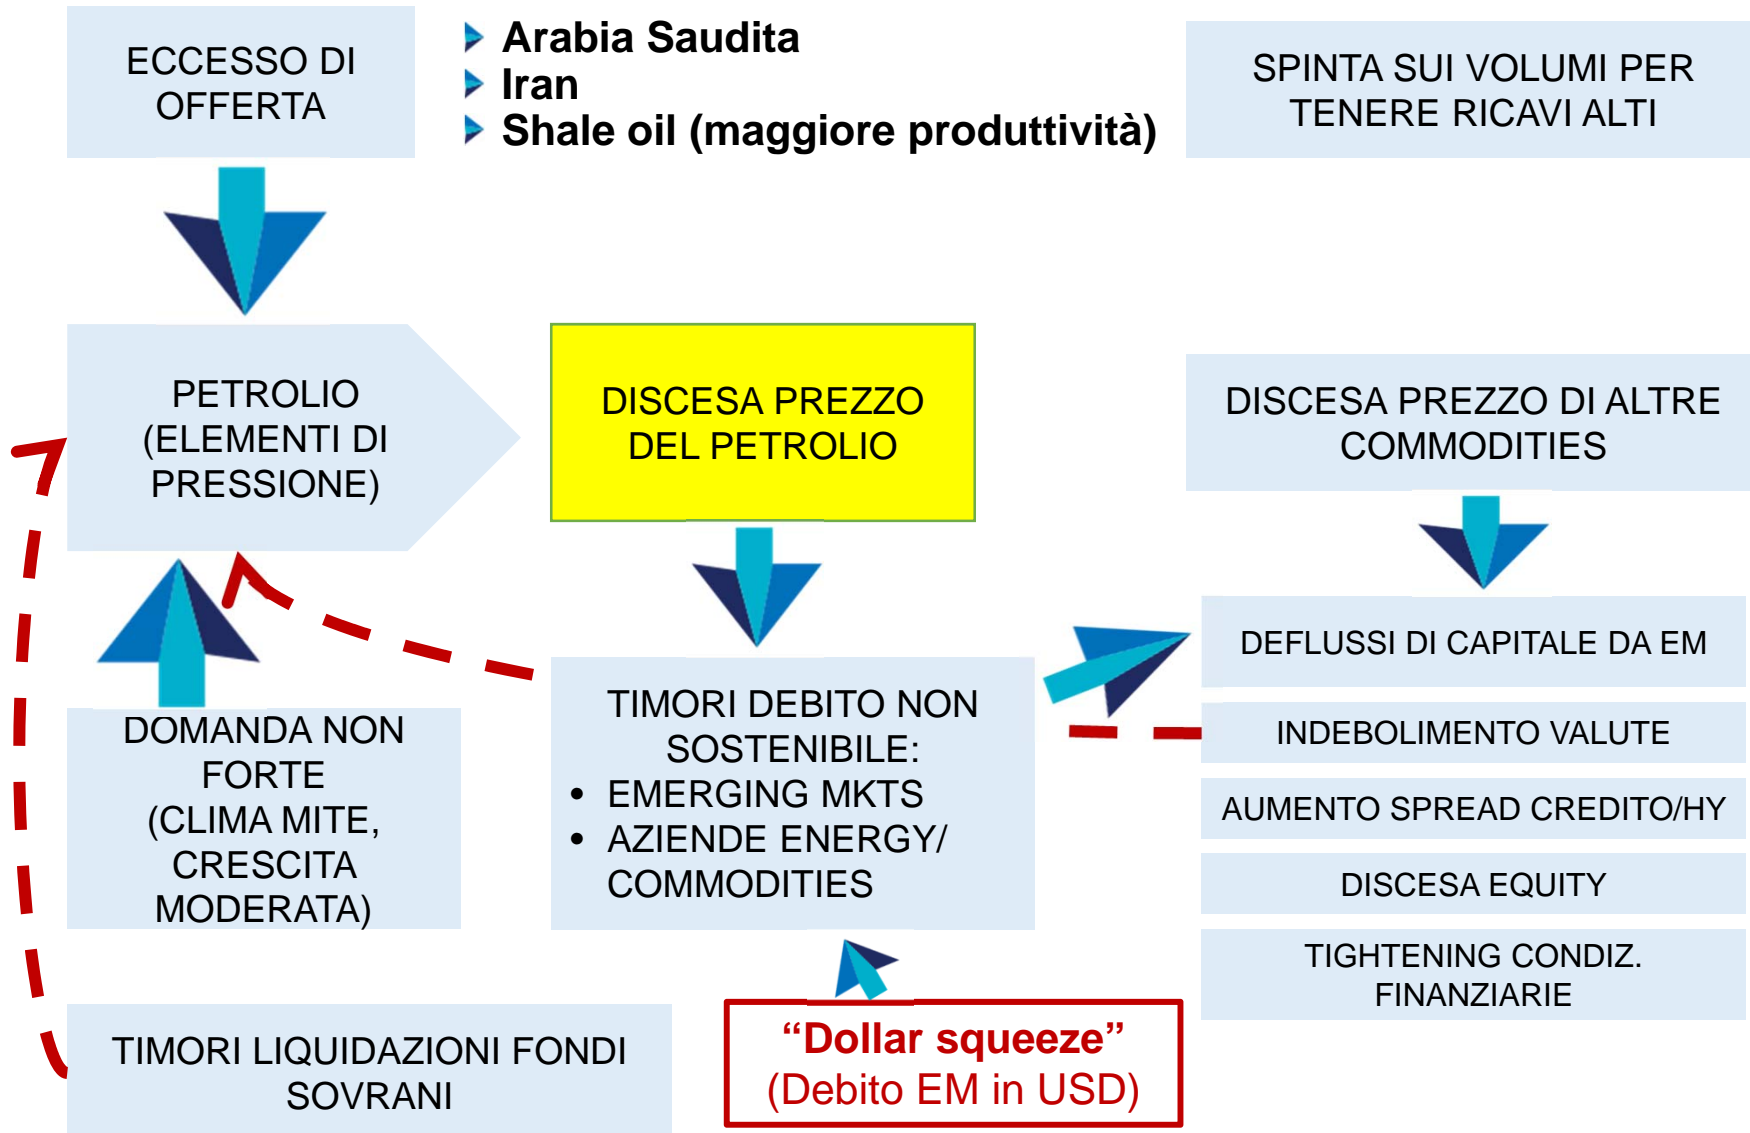 ECCESSO DI
OFFERTA
Arabia Saudita
Iran
Shale oil (maggiore produttività)
SPINTA SUI VOLUMI PER
TENERE RICAVI ALTI
PETROLIO
(ELEMENTI DI
PRESSIONE)
DISCESA PREZZO
DEL PETROLIO
DISCESA PREZZO DI ALTRE
COMMODITIES
DOMANDA NON
FORTE
(CLIMA MITE,
CRESCITA
MODERATA)
TIMORI DEBITO NON
SOSTENIBILE:
• EMERGING MKTS
• AZIENDE ENERGY/
COMMODITIES
DEFLUSSI DI CAPITALE DA EM
INDEBOLIMENTO VALUTE
AUMENTO SPREAD CREDITO/HY
DISCESA EQUITY
TIGHTENING CONDIZ.
FINANZIARIE
TIMORI LIQUIDAZIONI FONDI
SOVRANI
“Dollar squeeze”
(Debito EM in USD)